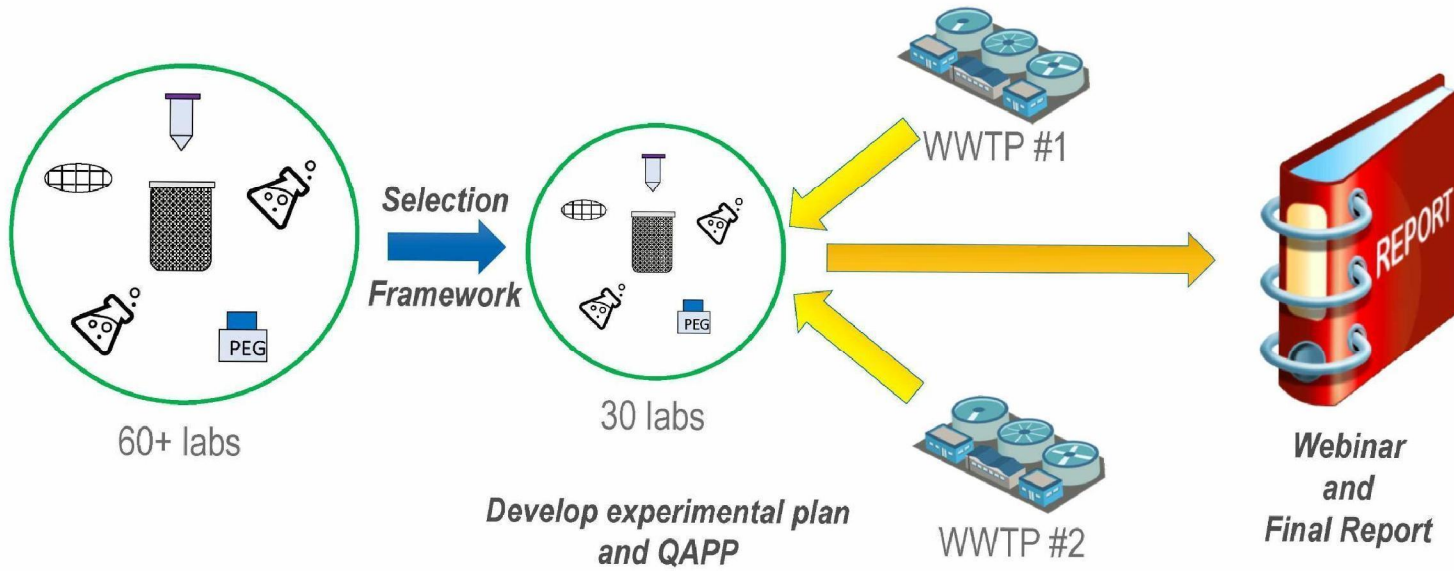 PEG
60+ labs
Selection
Framework
PEG
30 labs
Develop experimental plan
and QAPP
WWTP #1
WWTP #2
REPORT
Webinar
and
Final Report